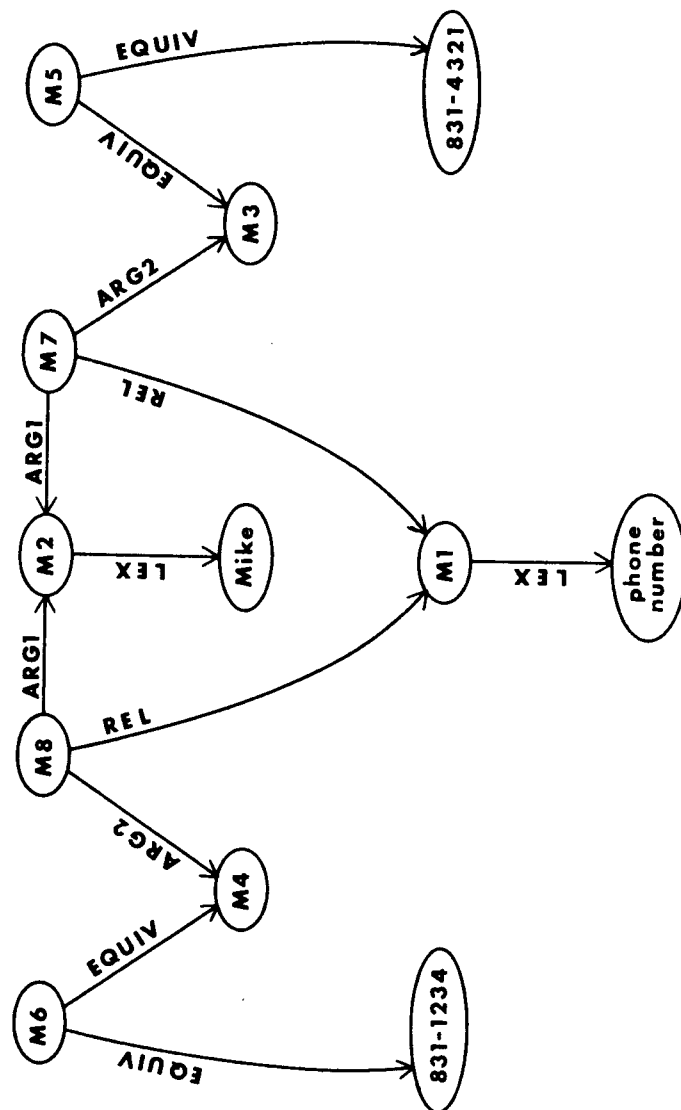 M5
EQUIV
EQUIV
831-4321
M3
M7
ARG2
REL
ARG1
M2
LEX
Mike
M1
LEX
phone
number
ARG1
M8
REL
ARG2
M4
M6
EQUIV
EQUIV
831-1234